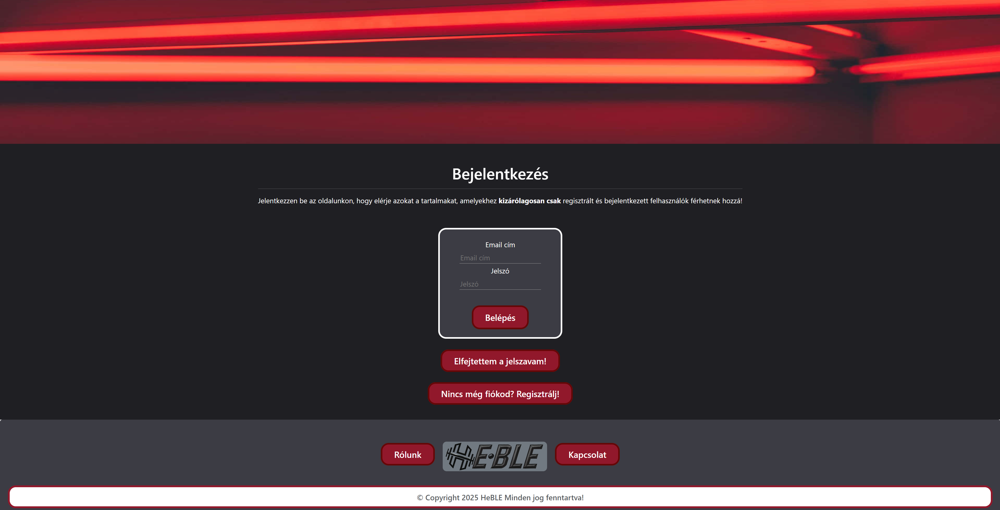 Bejelentkezés
Jelentkezzen be az oldalunkon, hogy elérje azokat a tartalmakat, amelyekhez kizárólagosan csak regisztrált és bejelentkezett felhasználók férhetnek hozzá!
Email cím
Email cím
Jelszó
Jelszó
Belépés
Elfejtettem a jelszavam!
Nincs még fiókod? Regisztrálj!
Rólunk
HE·BLE
Kapcsolat
© Copyright 2025 HeBLE Minden jog fenntartva!